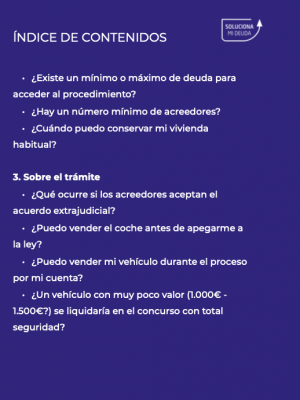 ÍNDICE DE CONTENIDOS
SOLUCIONA
MI DEUDA
• ¿Existe un mínimo o máximo de deuda para
acceder al procedimiento?
• ¿Hay un número mínimo de acreedores?
• ¿Cuándo puedo conservar mi vivienda
habitual?
3. Sobre el trámite
• ¿Qué ocurre si los acreedores aceptan el
acuerdo extrajudicial?
• ¿Puedo vender el coche antes de apegarme a
la ley?
• ¿Puedo vender mi vehículo durante el proceso
por mi cuenta?
• ¿Un vehículo con muy poco valor (1.000€ -
1.500€?) se liquidaría en el concurso con total
seguridad?